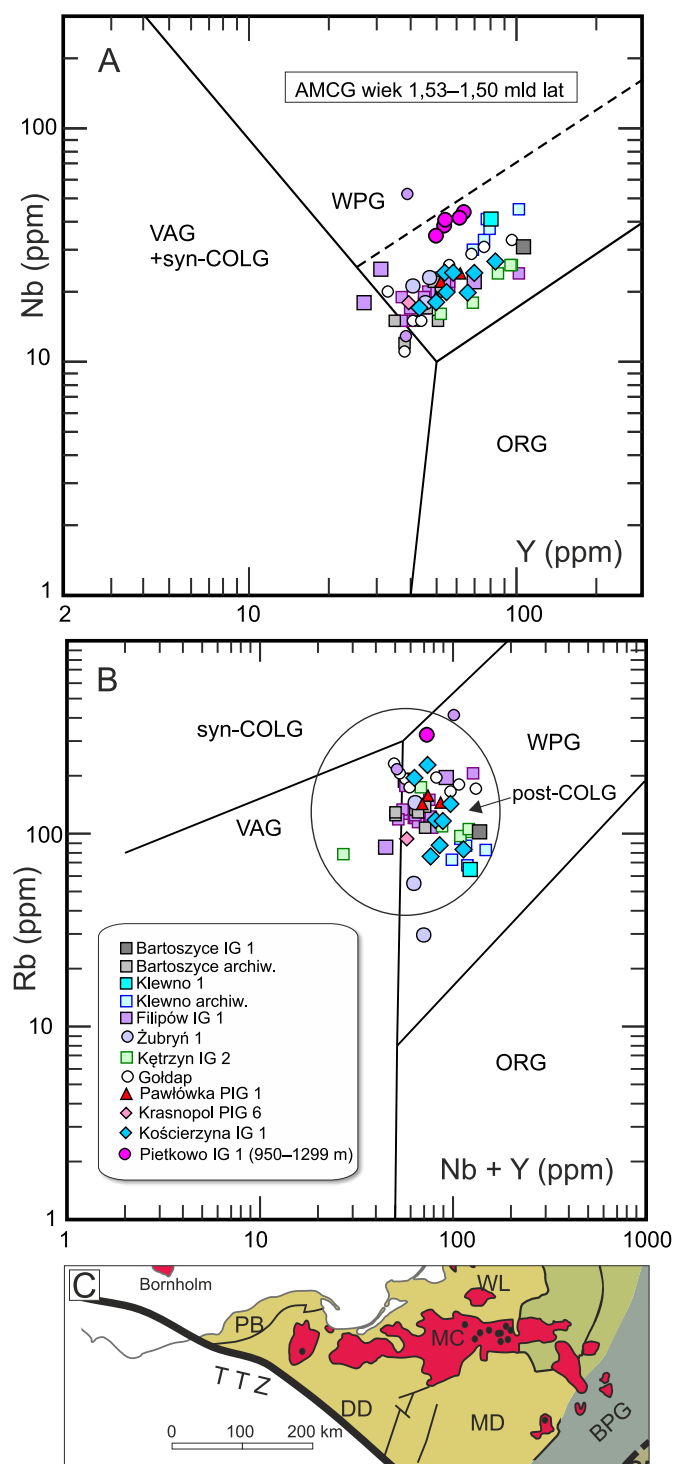 A
AMCG wiek 1,53–1,50 mld lat
100
WPG
VAG
+syn-COLG
Nb (ppm)
10
ORG
Y (ppm)
1
2
10
100
B
syn-COLG
WPG
post-COLG
VAG
100
Rb (ppm)
Bartoszyce IG 1
Bartoszyce archiw.
Klewno 1
Klewno archiw.
Filipów IG 1
Żubryń 1
Kętrzyn IG 2
Gołdap
Pawłówka PIG 1
Krasnopol PIG 6
Kościerzyna IG 1
Pietkowo IG 1 (950–1299 m)
10
ORG
Nb + Y (ppm)
1
1
10
100
1000
C
Bornholm
WL
PB
MC
TTZ
DD
MD
BPG
0 100 200 km